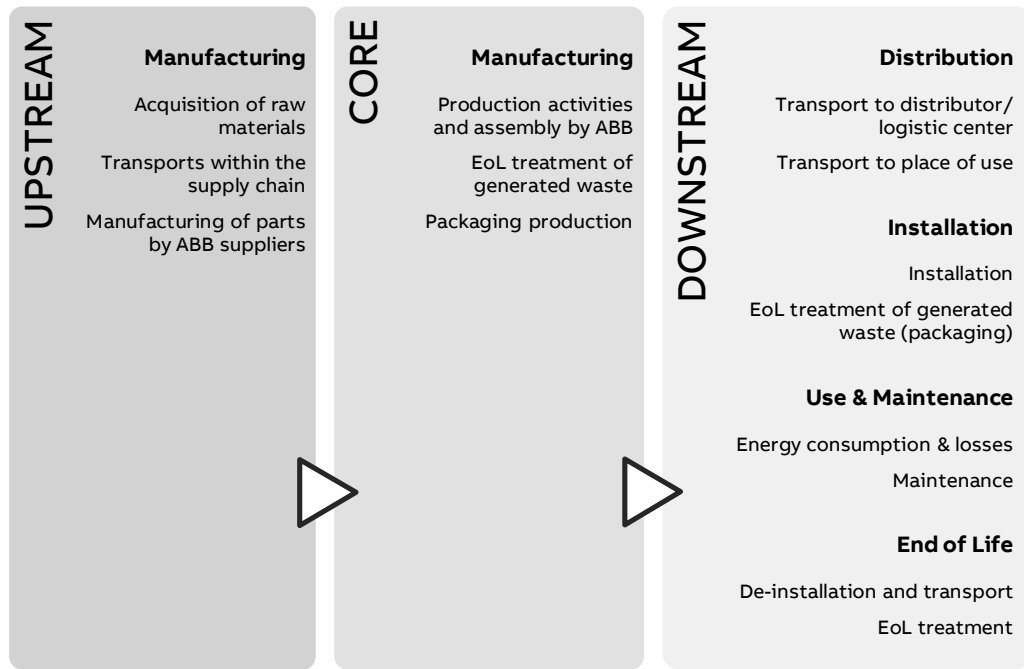 UPSTREAM
Manufacturing
Acquisition of raw
materials
Transports within the
supply chain
Manufacturing of parts
by ABB suppliers
CORE
Manufacturing
Production activities
and assembly by ABB
EoL treatment of
generated waste
Packaging production
DOWNSTREAM
Distribution
Transport to distributor/
logistic center
Transport to place of use
Installation
Installation
EoL treatment of generated
waste (packaging)
Use & Maintenance
Energy consumption & losses
Maintenance
End of Life
De-installation and transport
EoL treatment